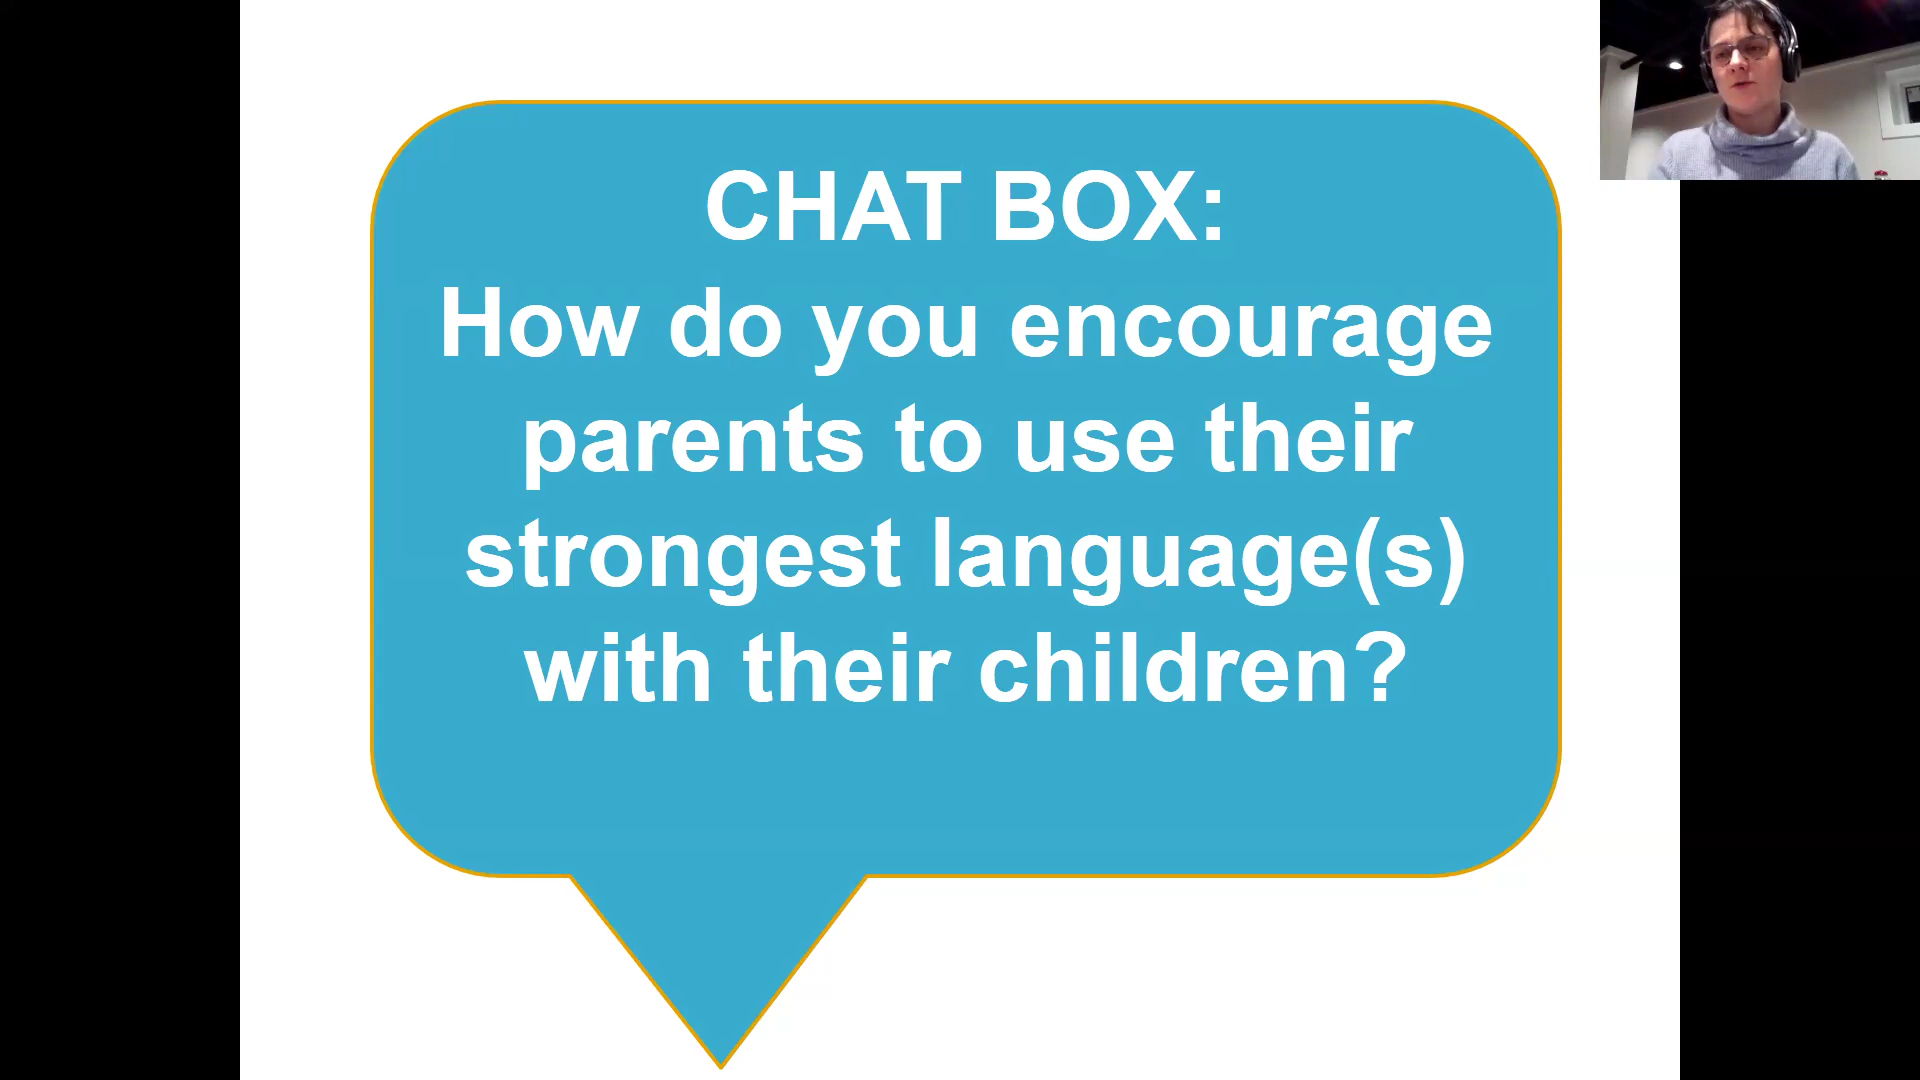 CHAT BOX:
How do you encourage
parents to use their
strongest language(s)
with their children?